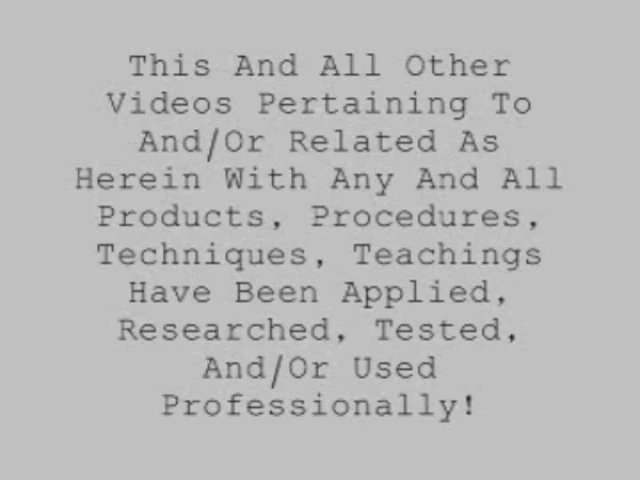 This And All Other
Videos Pertaining To
And/Or Related As
Herein With Any And All
Products, Procedures,
Techniques, Teachings
Have Been Applied,
Researched, Tested,
And/Or Used
Professionally!